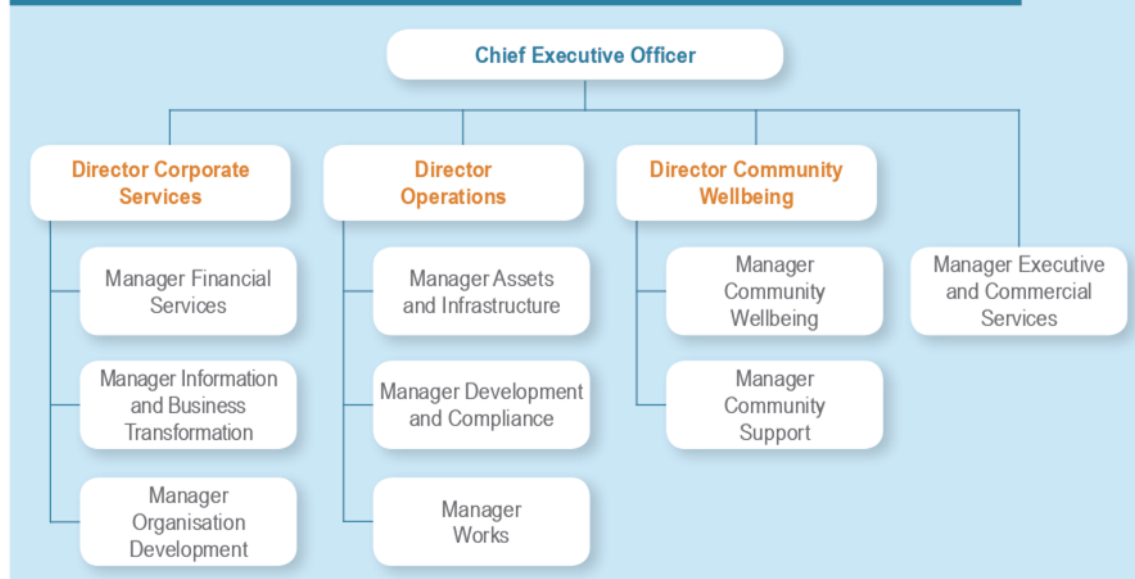 Chief Executive Officer
Director Corporate
Services
Director
Operations
Director Community
Wellbeing
Manager Financial
Services
Manager Information
and Business
Transformation
Manager
Organisation
Development
Manager Assets
and Infrastructure
Manager Development
and Compliance
Manager
Works
Manager
Community
Wellbeing
Manager
Community
Support
Manager Executive
and Commercial
Services